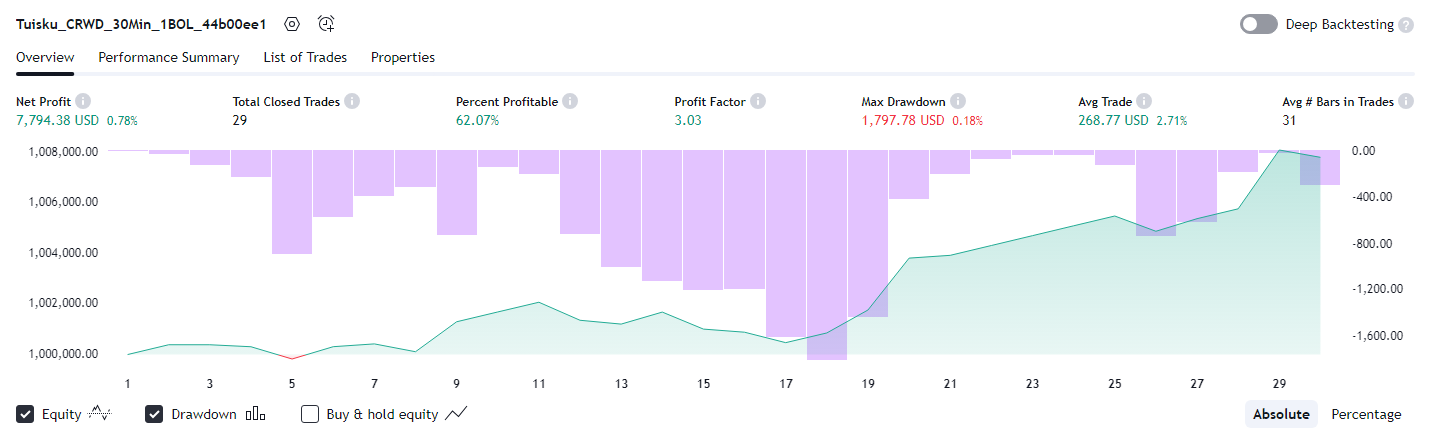 Tuisku_CRWD_30Min_1BOL_44b00ee1 Deep Backtesting ?
Overview Performance Summary List of Trades Properties
Net Profit i Total Closed Trades i Percent Profitable i Profit Factor i Max Drawdown i Avg Trade i Avg # Bars in Trades i
7,794.38 USD 0.78% 29 62.07% 3.03 1,797.78 USD 0.18% 268.77 USD 2.71% 31
1,008,000.00 0.00
1,006,000.00 -400.00
1,004,000.00 -800.00
1,002,000.00 -1,200.00
1,000,000.00 -1,600.00
1 3 5 7 9 11 13 15 17 19 21 23 25 27 29
Equity Drawdown Buy & hold equity Absolute Percentage